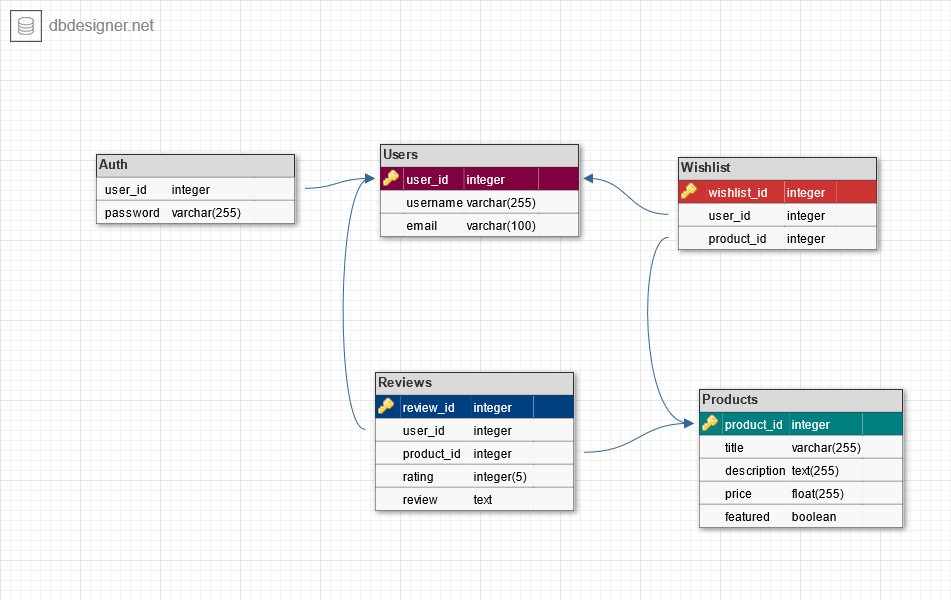 dbdesigner.net
Auth
user_id integer
password varchar(255)
Users
user_id integer
username varchar(255)
email varchar(100)
Wishlist
wishlist_id integer
user_id integer
product_id integer
Reviews
review_id integer
user_id integer
product_id integer
rating integer(5)
review text
Products
product_id integer
title varchar(255)
description text(255)
price float(255)
featured boolean